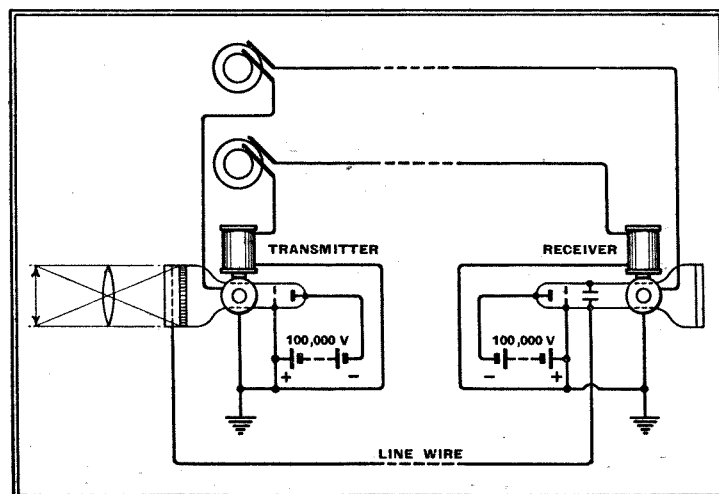 TRANSMITTER
RECEIVER
100,000 V
100,000 V
+
−
−
+
LINE WIRE